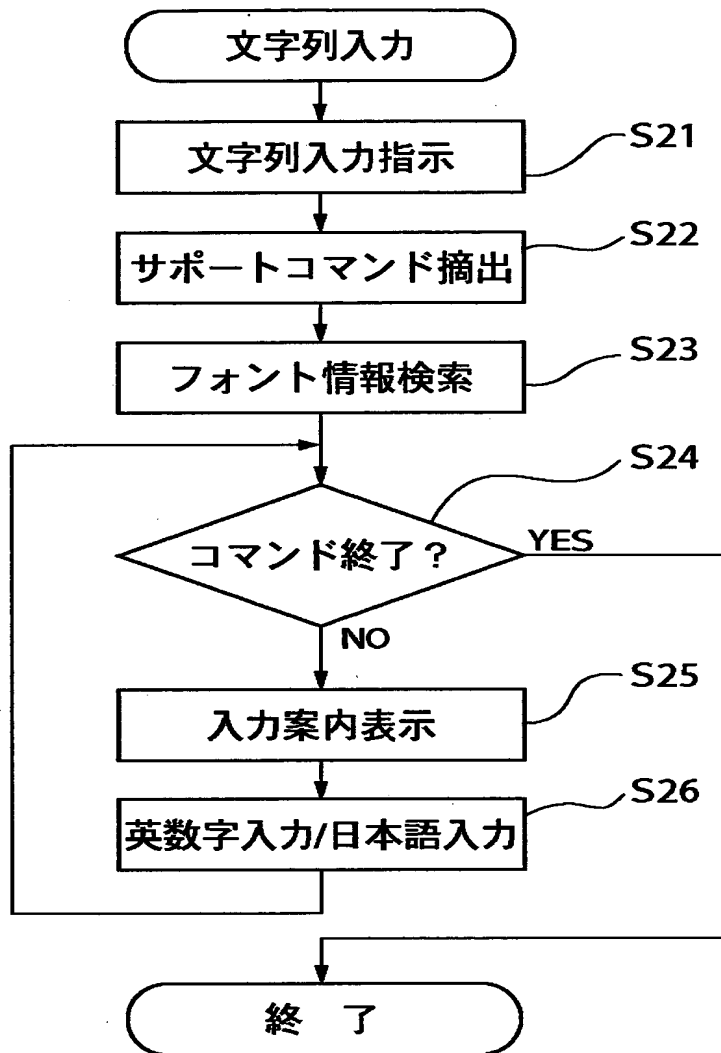 文字列入力
文字列入力指示
S21
サポートコマンド摘出
S22
フォント情報検索
S23
S24
コマンド終了？
YES
NO
入力案内表示
S25
英数字入力/日本語入力
S26
終 了